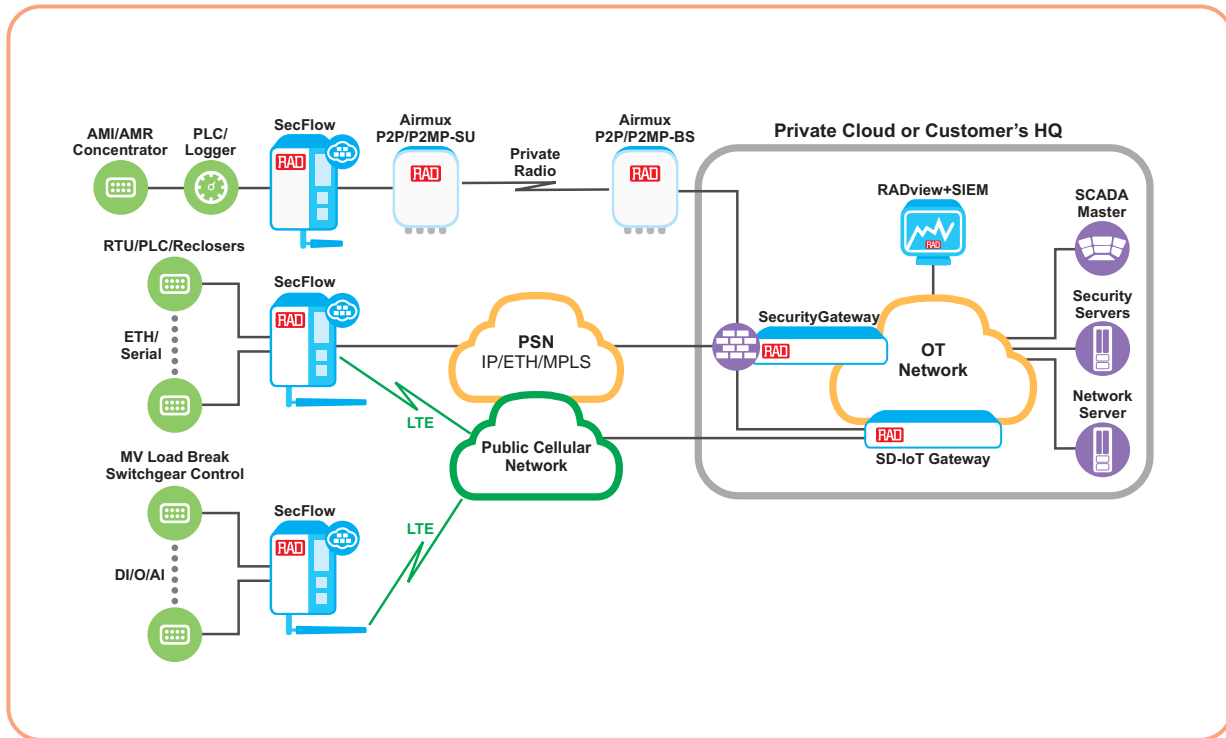 Private Cloud or Customer's HQ
AMI/AMR
Concentrator
PLC/
Logger
SecFlow
RAD
Airmux
P2P/P2MP-SU
RAD
Private
Radio
Airmux
P2P/P2MP-BS
RAD
RADview+SIEM
RAD
SCADA
Master
RTU/PLC/Reclosers
ETH/
Serial
SecFlow
RAD
LTE
PSN
IP/ETH/MPLS
SecurityGateway
RAD
OT
Network
Security
Servers
Network
Server
Public Cellular
Network
RAD
SD-IoT Gateway
MV Load Break
Switchgear Control
DI/O/AI
SecFlow
RAD
LTE